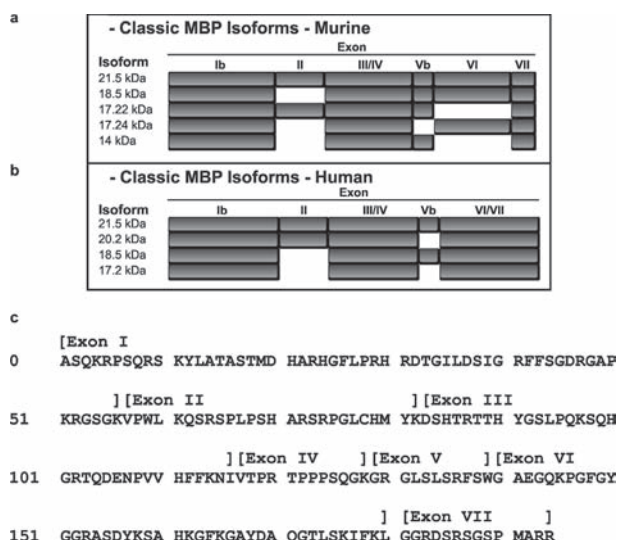 a
- Classic MBP Isoforms - Murine
Exon
Isoform Ib II III/IV Vb VI VII
21.5 kDa
18.5 kDa
17.22 kDa
17.24 kDa
14 kDa
b
- Classic MBP Isoforms - Human
Exon
Isoform Ib II III/IV Vb VI/VII
21.5 kDa
20.2 kDa
18.5 kDa
17.2 kDa
c
[Exon I
0 ASQKRPSQRS KYLATASTMD HARHGFLPRH RDTGILDSIG RFFSGDRGAP
][Exon II ][Exon III
51 KRGSGKVPWL KQSRSPLPSH ARSRPGLCHM YKDSHTRTTH YGSLPQKSQH
][Exon IV ][Exon V ][Exon VI
101 GRTQDENPVV HFFKNIVTPR TPPPSQGKGR GLSLSRFSWG AEGQKPGFGY
] [Exon VII ]
151 GGRASDYKSA HKGFKGAYDA QGTLSKIFKL GGRDSRSGSP MARR